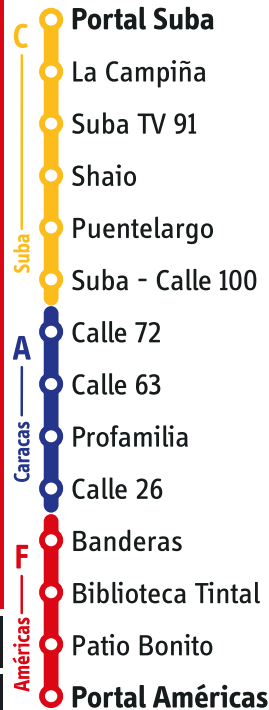 C
Suba
Portal Suba
La Campiña
Suba TV 91
Shaio
Puentelargo
Suba - Calle 100
A
Caracas
Calle 72
Calle 63
Profamilia
Calle 26
F
Américas
Banderas
Biblioteca Tintal
Patio Bonito
Portal Américas